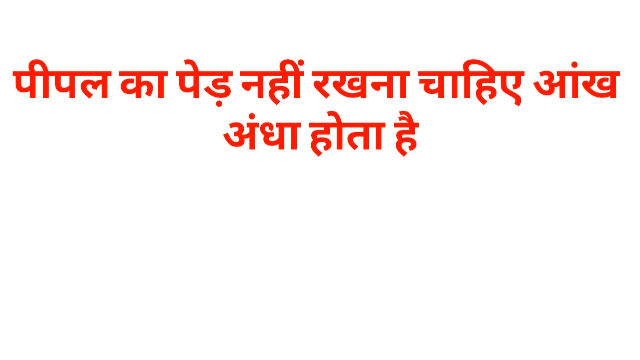 पीपल का पेड़ नहीं रखना चाहिए आंख
अंधा होता है